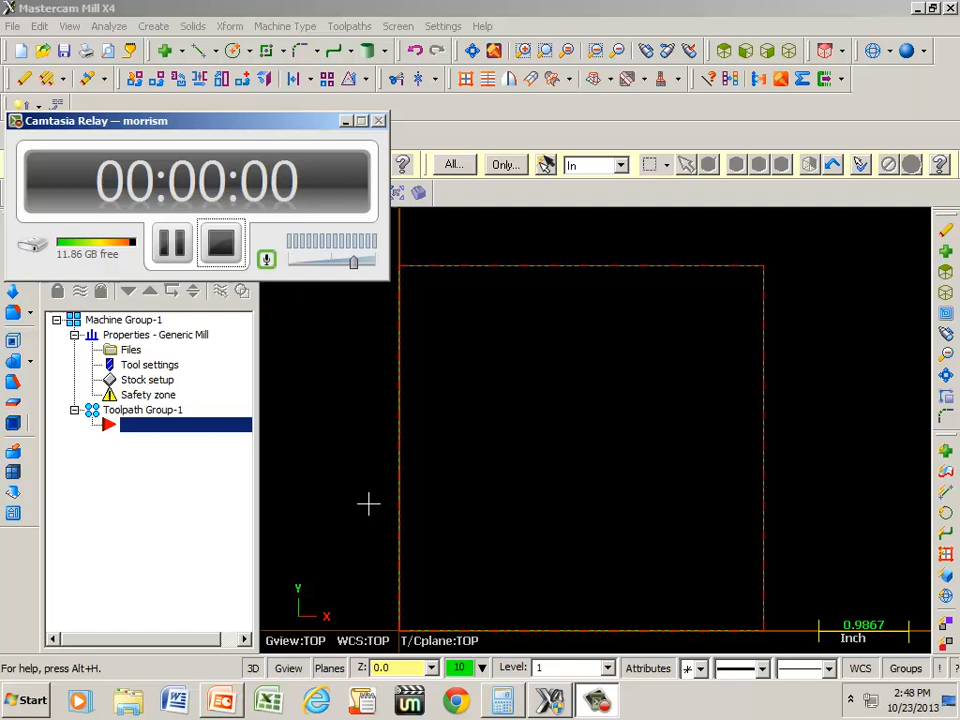 Mastercam Mill X4
File Edit View Analyze Create Solids Xform Machine Type Toolpaths Screen Settings Help
Camtasia Relay — morrism
00:00:00
11.86 GB free
All... Only... In
Machine Group-1
Properties - Generic Mill
Files
Tool settings
Stock setup
Safety zone
Toolpath Group-1
Y
X
Gview:TOP WCS:TOP T/Cplane:TOP
0.9867
Inch
For help, press Alt+H. 3D Gview Planes Z: 0.0 10 Level: 1 Attributes WCS Groups ! ?
Start
2:48 PM
10/23/2013